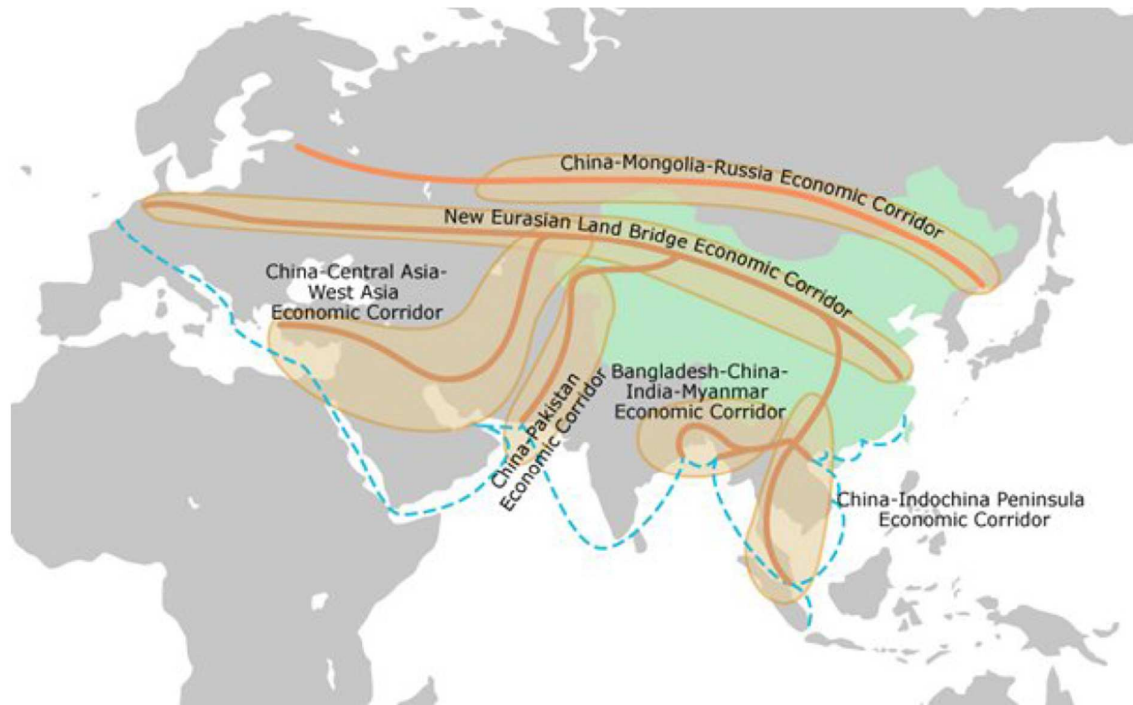 China-Mongolia-Russia Economic Corridor
New Eurasian Land Bridge Economic Corridor
China-Central Asia-
West Asia
Economic Corridor
China-Pakistan
Economic Corridor
Bangladesh-China-
India-Myanmar
Economic Corridor
China-Indochina Peninsula
Economic Corridor